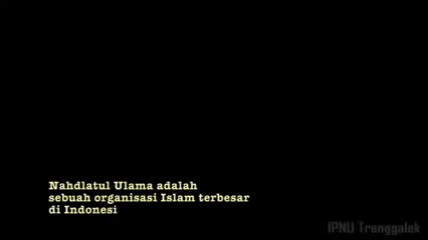 Nahdlatul Ulama adalah
sebuah organisasi Islam terbesar
di Indonesi
IPNU Trenggalek